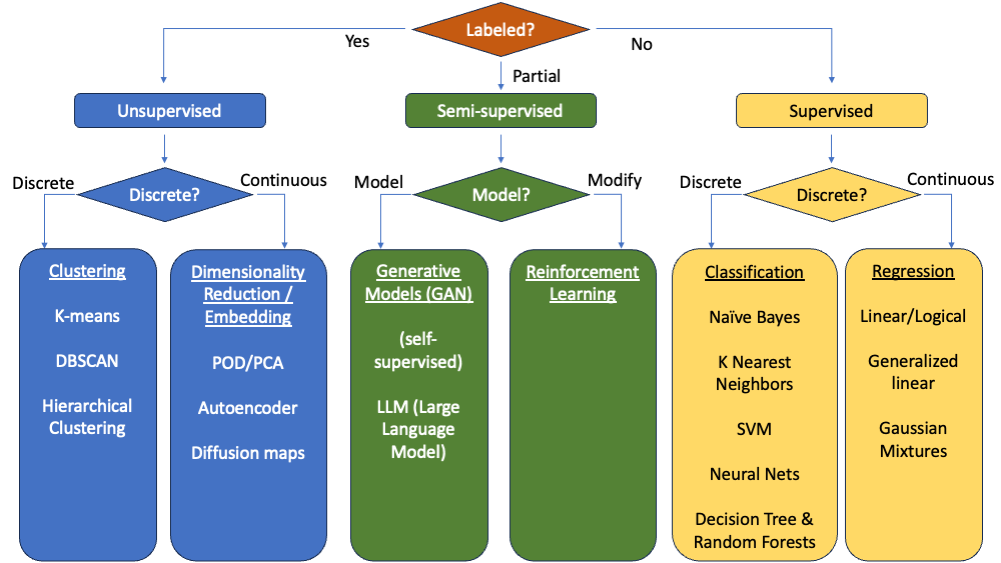 Labeled?
Yes
No
Partial
Unsupervised
Semi-supervised
Supervised
Discrete
Discrete?
Continuous
Model
Model?
Modify
Discrete
Discrete?
Continuous
Clustering
K-means
DBSCAN
Hierarchical
Clustering
Dimensionality
Reduction /
Embedding
POD/PCA
Autoencoder
Diffusion maps
Generative
Models (GAN)
(self-
supervised)
LLM (Large
Language
Model)
Reinforcement
Learning
Classification
Naïve Bayes
K Nearest
Neighbors
SVM
Neural Nets
Decision Tree &
Random Forests
Regression
Linear/Logical
Generalized
linear
Gaussian
Mixtures